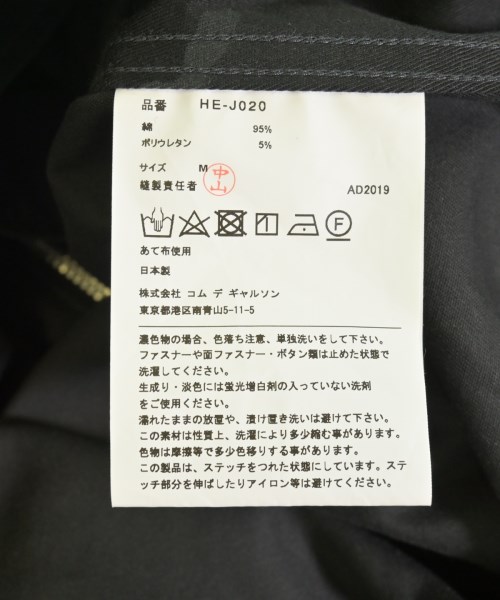 品番 HE-J020
綿 95%
ポリウレタン 5%
サイズ M
中山
縫製責任者 AD2019
F
あて布使用
日本製
株式会社 コム デ ギャルソン
東京都港区南青山5-11-5
濃色物の場合、色落ち注意、単独洗いをして下さい。
ファスナーや面ファスナー・ボタン類は止めた状態で
洗濯してください。
生成り・淡色には蛍光増白剤の入っていない洗剤
をご使用ください。
濡れたままの放置や、漬け置き洗いは避けて下さい。
この素材は性質上、洗濯により多少縮む事があります。
色物は摩擦等で多少色移りする事があります。
この製品は、ステッチをつれた状態にしています。ステ
ッチ部分を伸ばしたりアイロン等は避けてください。